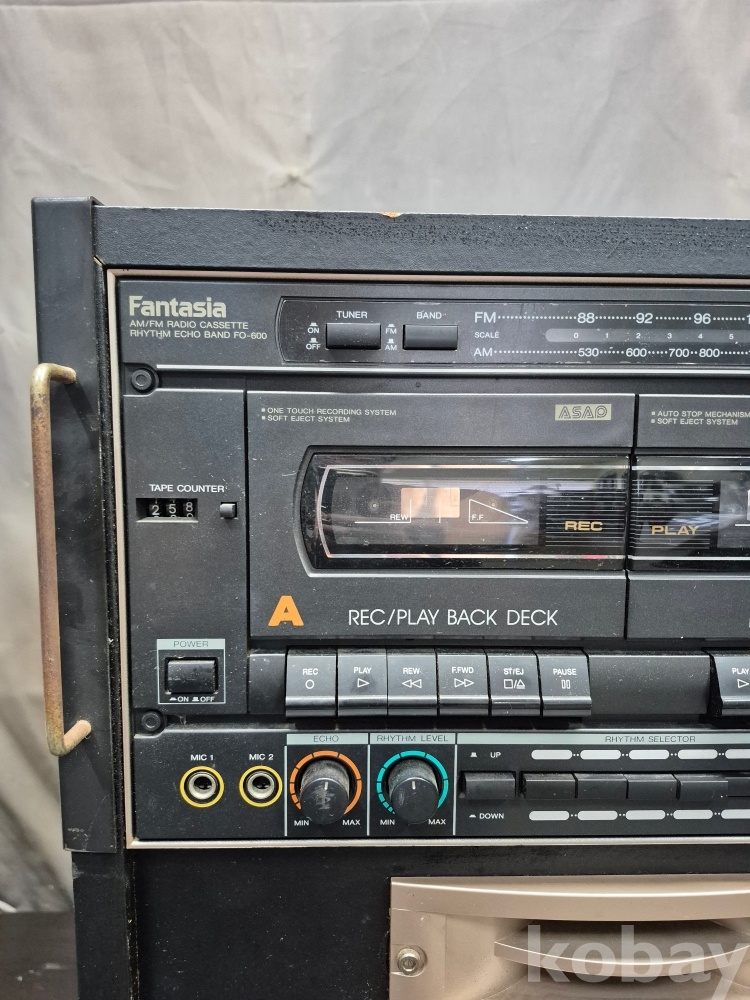 Fantasia
AM/FM RADIO CASSETTE
RHYTHM ECHO BAND FO-600
TUNER
ON
OFF
BAND
FM
AM
FM 88 92 96
SCALE 0 1 2 3 4 5
AM 530 600 700 800
ONE TOUCH RECORDING SYSTEM
SOFT EJECT SYSTEM
ASAD
AUTO STOP MECHANISM
SOFT EJECT SYSTEM
TAPE COUNTER
2 5 8
REW
F.F
REC
PLAY
A
REC/PLAY BACK DECK
POWER
ON OFF
REC
PLAY
REW
F.FWD
ST/EJ
PAUSE
PLAY
MIC 1
MIC 2
ECHO
MIN MAX
RHYTHM LEVEL
MIN MAX
RHYTHM SELECTOR
UP
DOWN
kobay